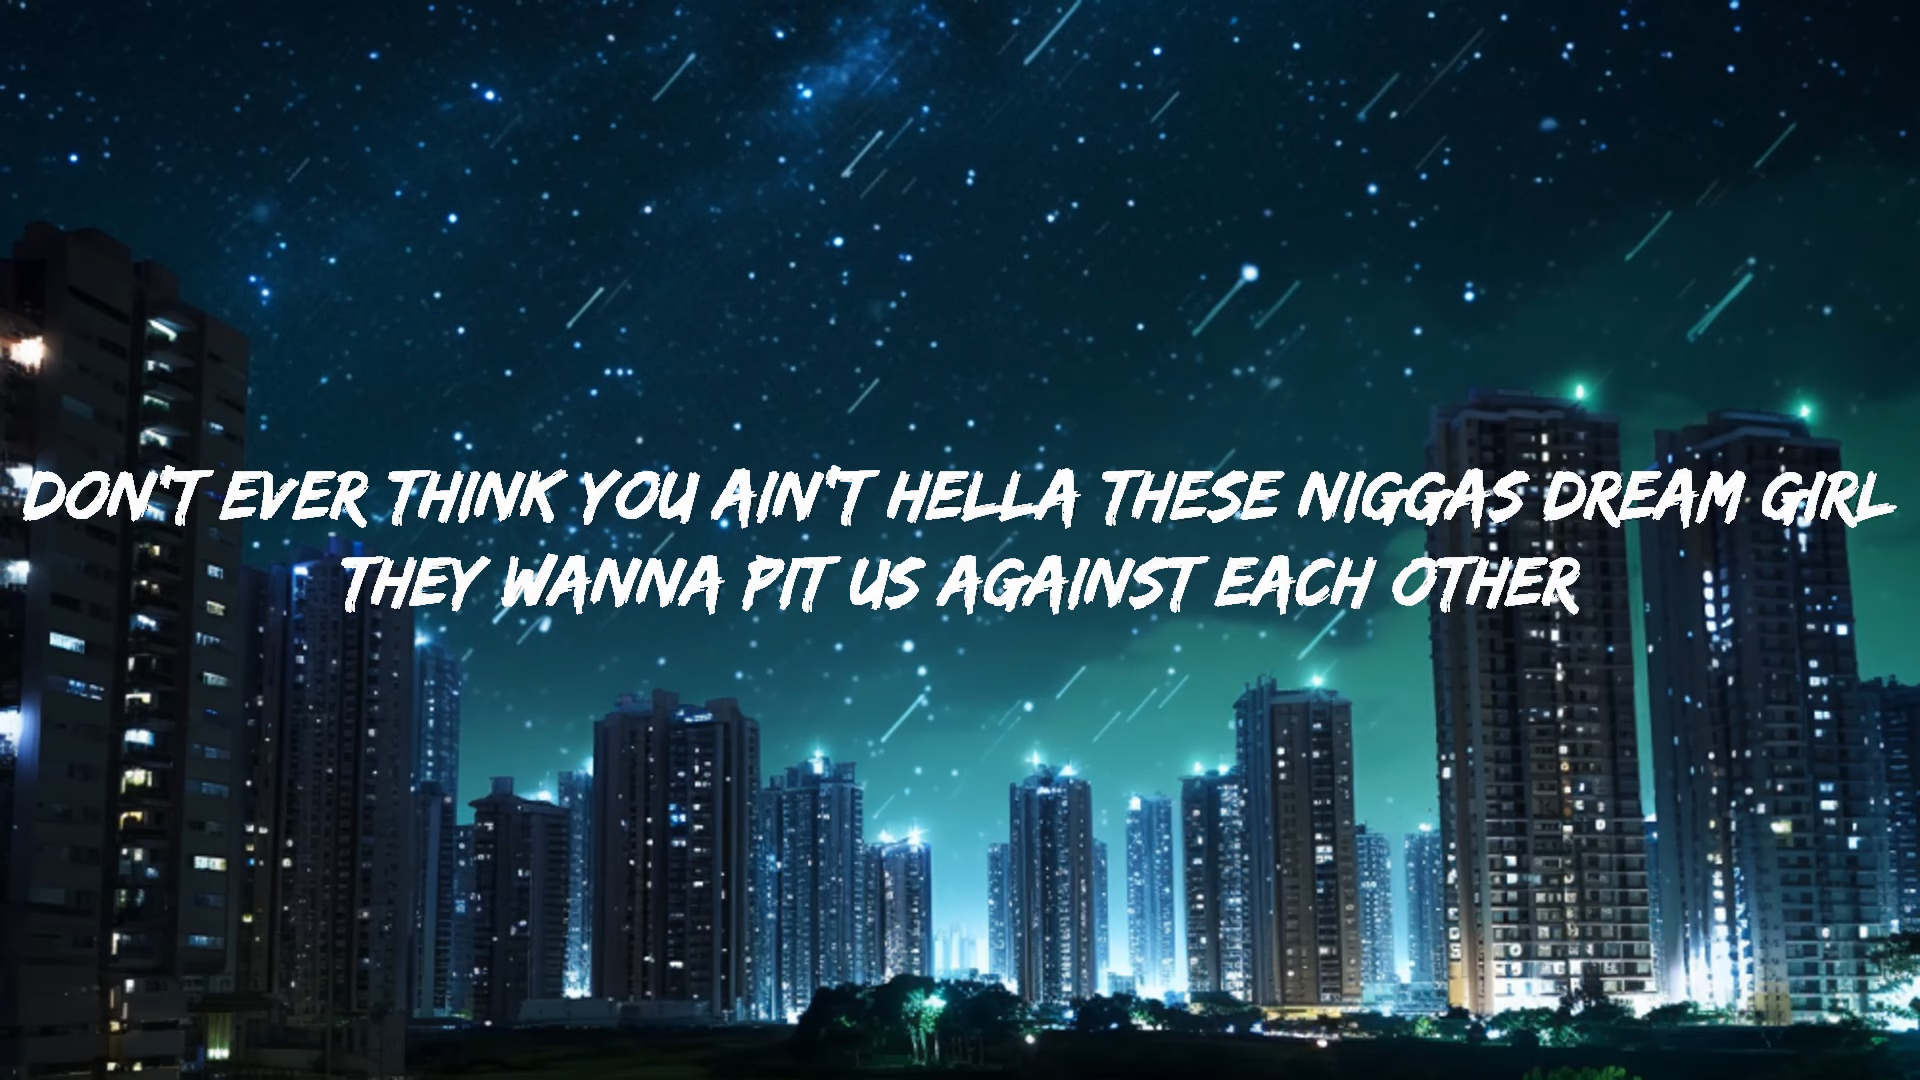 DON'T EVER THINK YOU AIN'T HELLA THESE NIGGAS DREAM GIRL
THEY WANNA PIT US AGAINST EACH OTHER